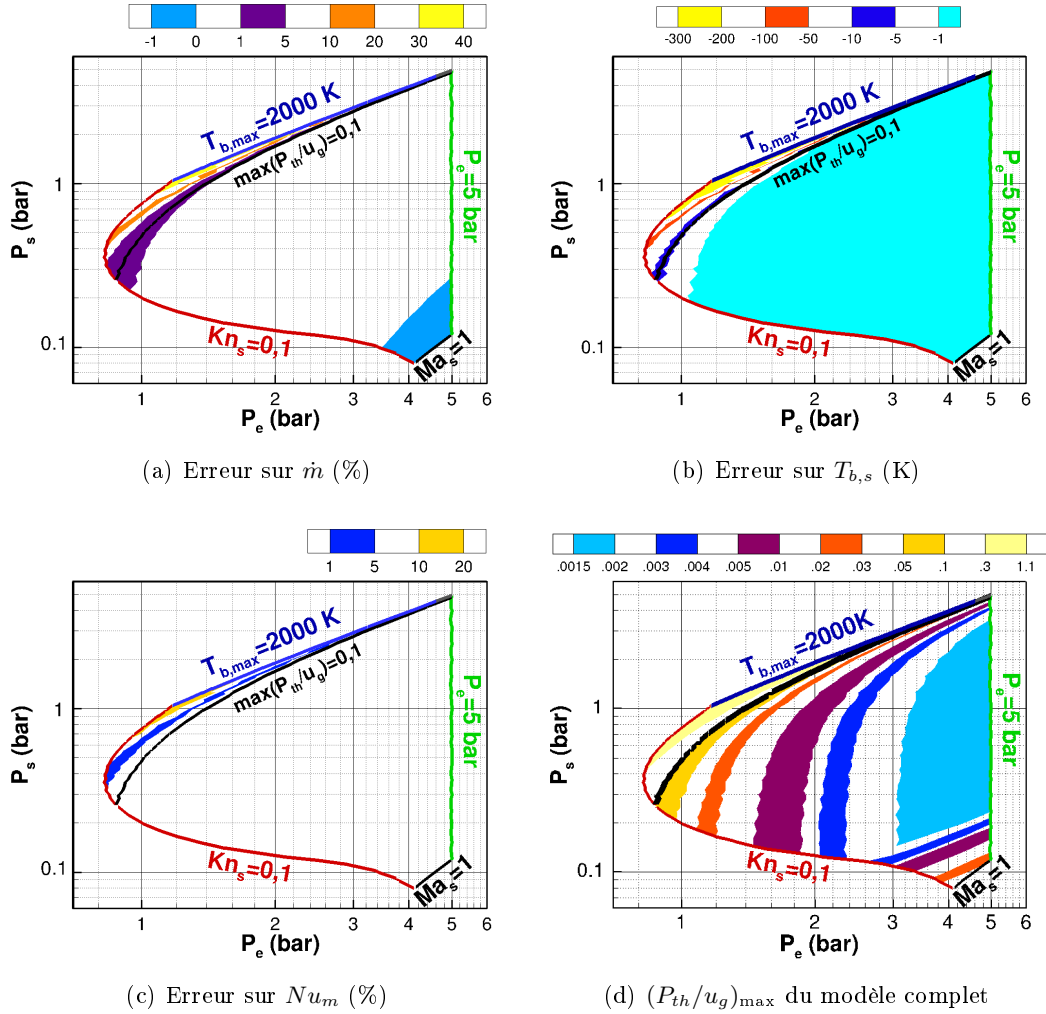 -1 0 1 5 10 20 30 40
T_b,max=2000 K
max(P_th/u_g)=0,1
P_e=5 bar
Kn_s=0,1
Ma_s=1
1
0.1
P_s (bar)
1 2 3 4 5 6
P_e (bar)
(a) Erreur sur ṁ (%)
-300 -200 -100 -50 -10 -5 -1
T_b,max=2000 K
max(P_th/u_g)=0,1
P_e=5 bar
Kn_s=0,1
Ma_s=1
1
0.1
P_s (bar)
1 2 3 4 5 6
P_e (bar)
(b) Erreur sur T_b,s (K)
1 5 10 20
T_b,max=2000 K
max(P_th/u_g)=0,1
P_e=5 bar
Kn_s=0,1
Ma_s=1
1
0.1
P_s (bar)
1 2 3 4 5 6
P_e (bar)
(c) Erreur sur Nu_m (%)
.0015 .002 .003 .004 .005 .01 .02 .03 .05 .1 .3 1.1
T_b,max=2000K
P_e=5 bar
Kn_s=0,1
Ma_s=1
1
0.1
P_s (bar)
1 2 3 4 5 6
P_e (bar)
(d) (P_th/u_g)_max du modèle complet